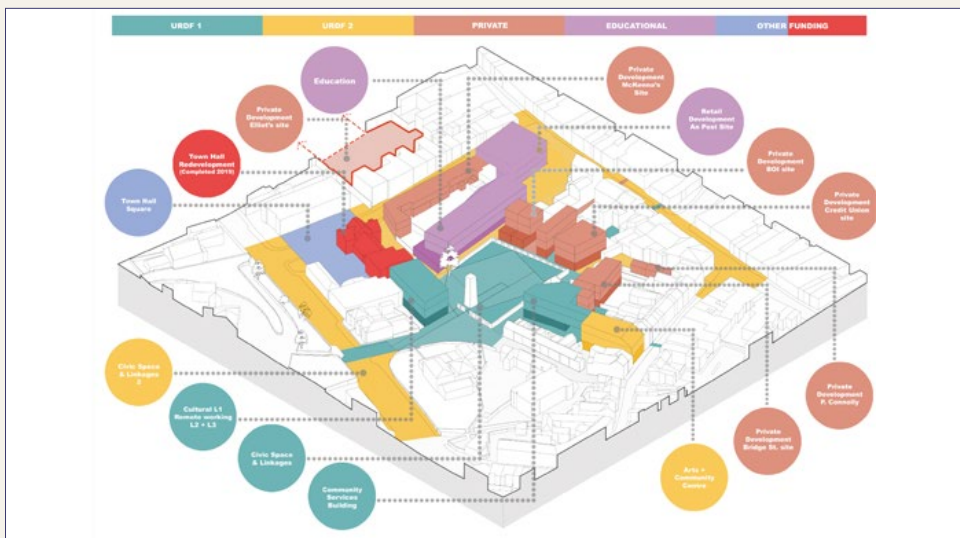 URDF 1
URDF 2
PRIVATE
EDUCATIONAL
OTHER FUNDING
Education
Private
Development
McKenna's
Site
Private
Development
Elliot's site
Retail
Development
An Post Site
Town Hall
Redevelopment
(Completed 2019)
Private
Development
BOI site
Town Hall
Square
Private
Development
Credit Union
site
Civic Space
& Linkages
2
Private
Development
P. Connolly
Cultural L1
Remote working
L2 + L3
Private
Development
Bridge St. site
Civic Space
& Linkages
Arts +
Community
Centre
Community
Services
Building